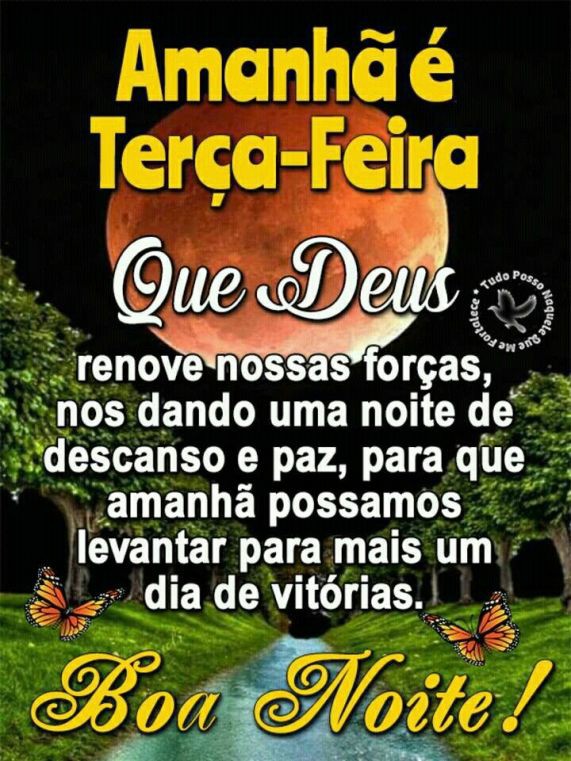 Amanhã é
Terça-Feira
Que Deus
Tudo Posso Naquele Que Me Fortalece
renove nossas forças,
nos dando uma noite de
descanso e paz, para que
amanhã possamos
levantar para mais um
dia de vitórias.
Boa Noite!